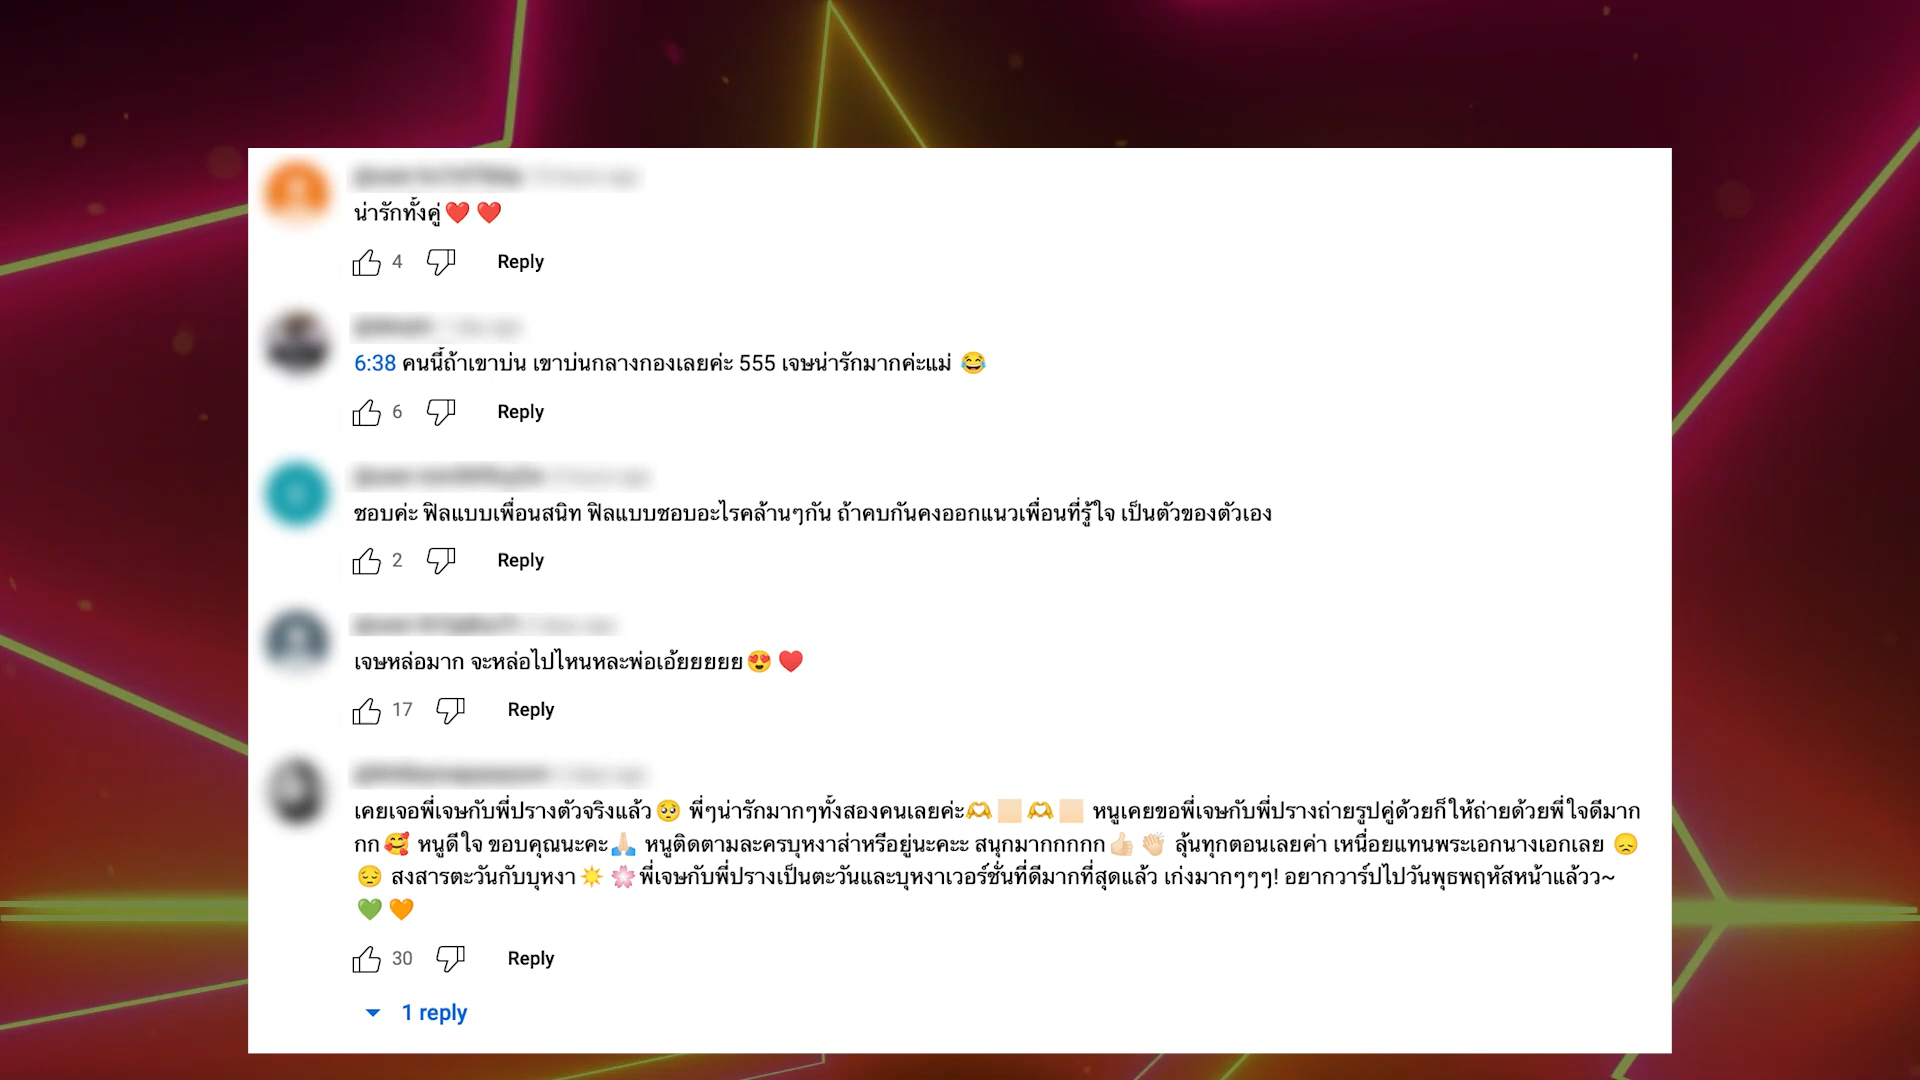 น่ารักทั้งคู่❤️ ❤️
4 Reply
6:38 คนนี้ถ้าเขาบ่น เขาบ่นกลางกองเลยค่ะ 555 เจษน่ารักมากค่ะแม่ 😂
6 Reply
ชอบค่ะ ฟิลแบบเพื่อนสนิท ฟิลแบบชอบอะไรคล้านๆกัน ถ้าคบกันคงออกแนวเพื่อนที่รู้ใจ เป็นตัวของตัวเอง
2 Reply
เจษหล่อมาก จะหล่อไปไหนหละพ่อเอ้ยยยยย😍 ♥️
17 Reply
เคยเจอพี่เจษกับพี่ปรางตัวจริงแล้ว🥺 พี่ๆน่ารักมากๆทั้งสองคนเลยค่ะ🫶🏻🫶🏻 หนูเคยขอพี่เจษกับพี่ปรางถ่ายรูปคู่ด้วยก็ให้ถ่ายด้วยพี่ใจดีมาก
กก🥰 หนูดีใจ ขอบคุณนะคะ🙏🏻 หนูติดตามละครบุหงาส่าหรีอยู่นะคะะ สนุกมากกกกก👍🏻 👏🏻 ลุ้นทุกตอนเลยค่า เหนื่อยแทนพระเอกนางเอกเลย 😞
😔 สงสารตะวันกับบุหงา☀️ 🌸พี่เจษกับพี่ปรางเป็นตะวันและบุหงาเวอร์ชั่นที่ดีมากที่สุดแล้ว เก่งมากๆๆๆ! อยากวาร์ปไปวันพุธพฤหัสหน้าแล้วว~
💚 🧡
30 Reply
1 reply